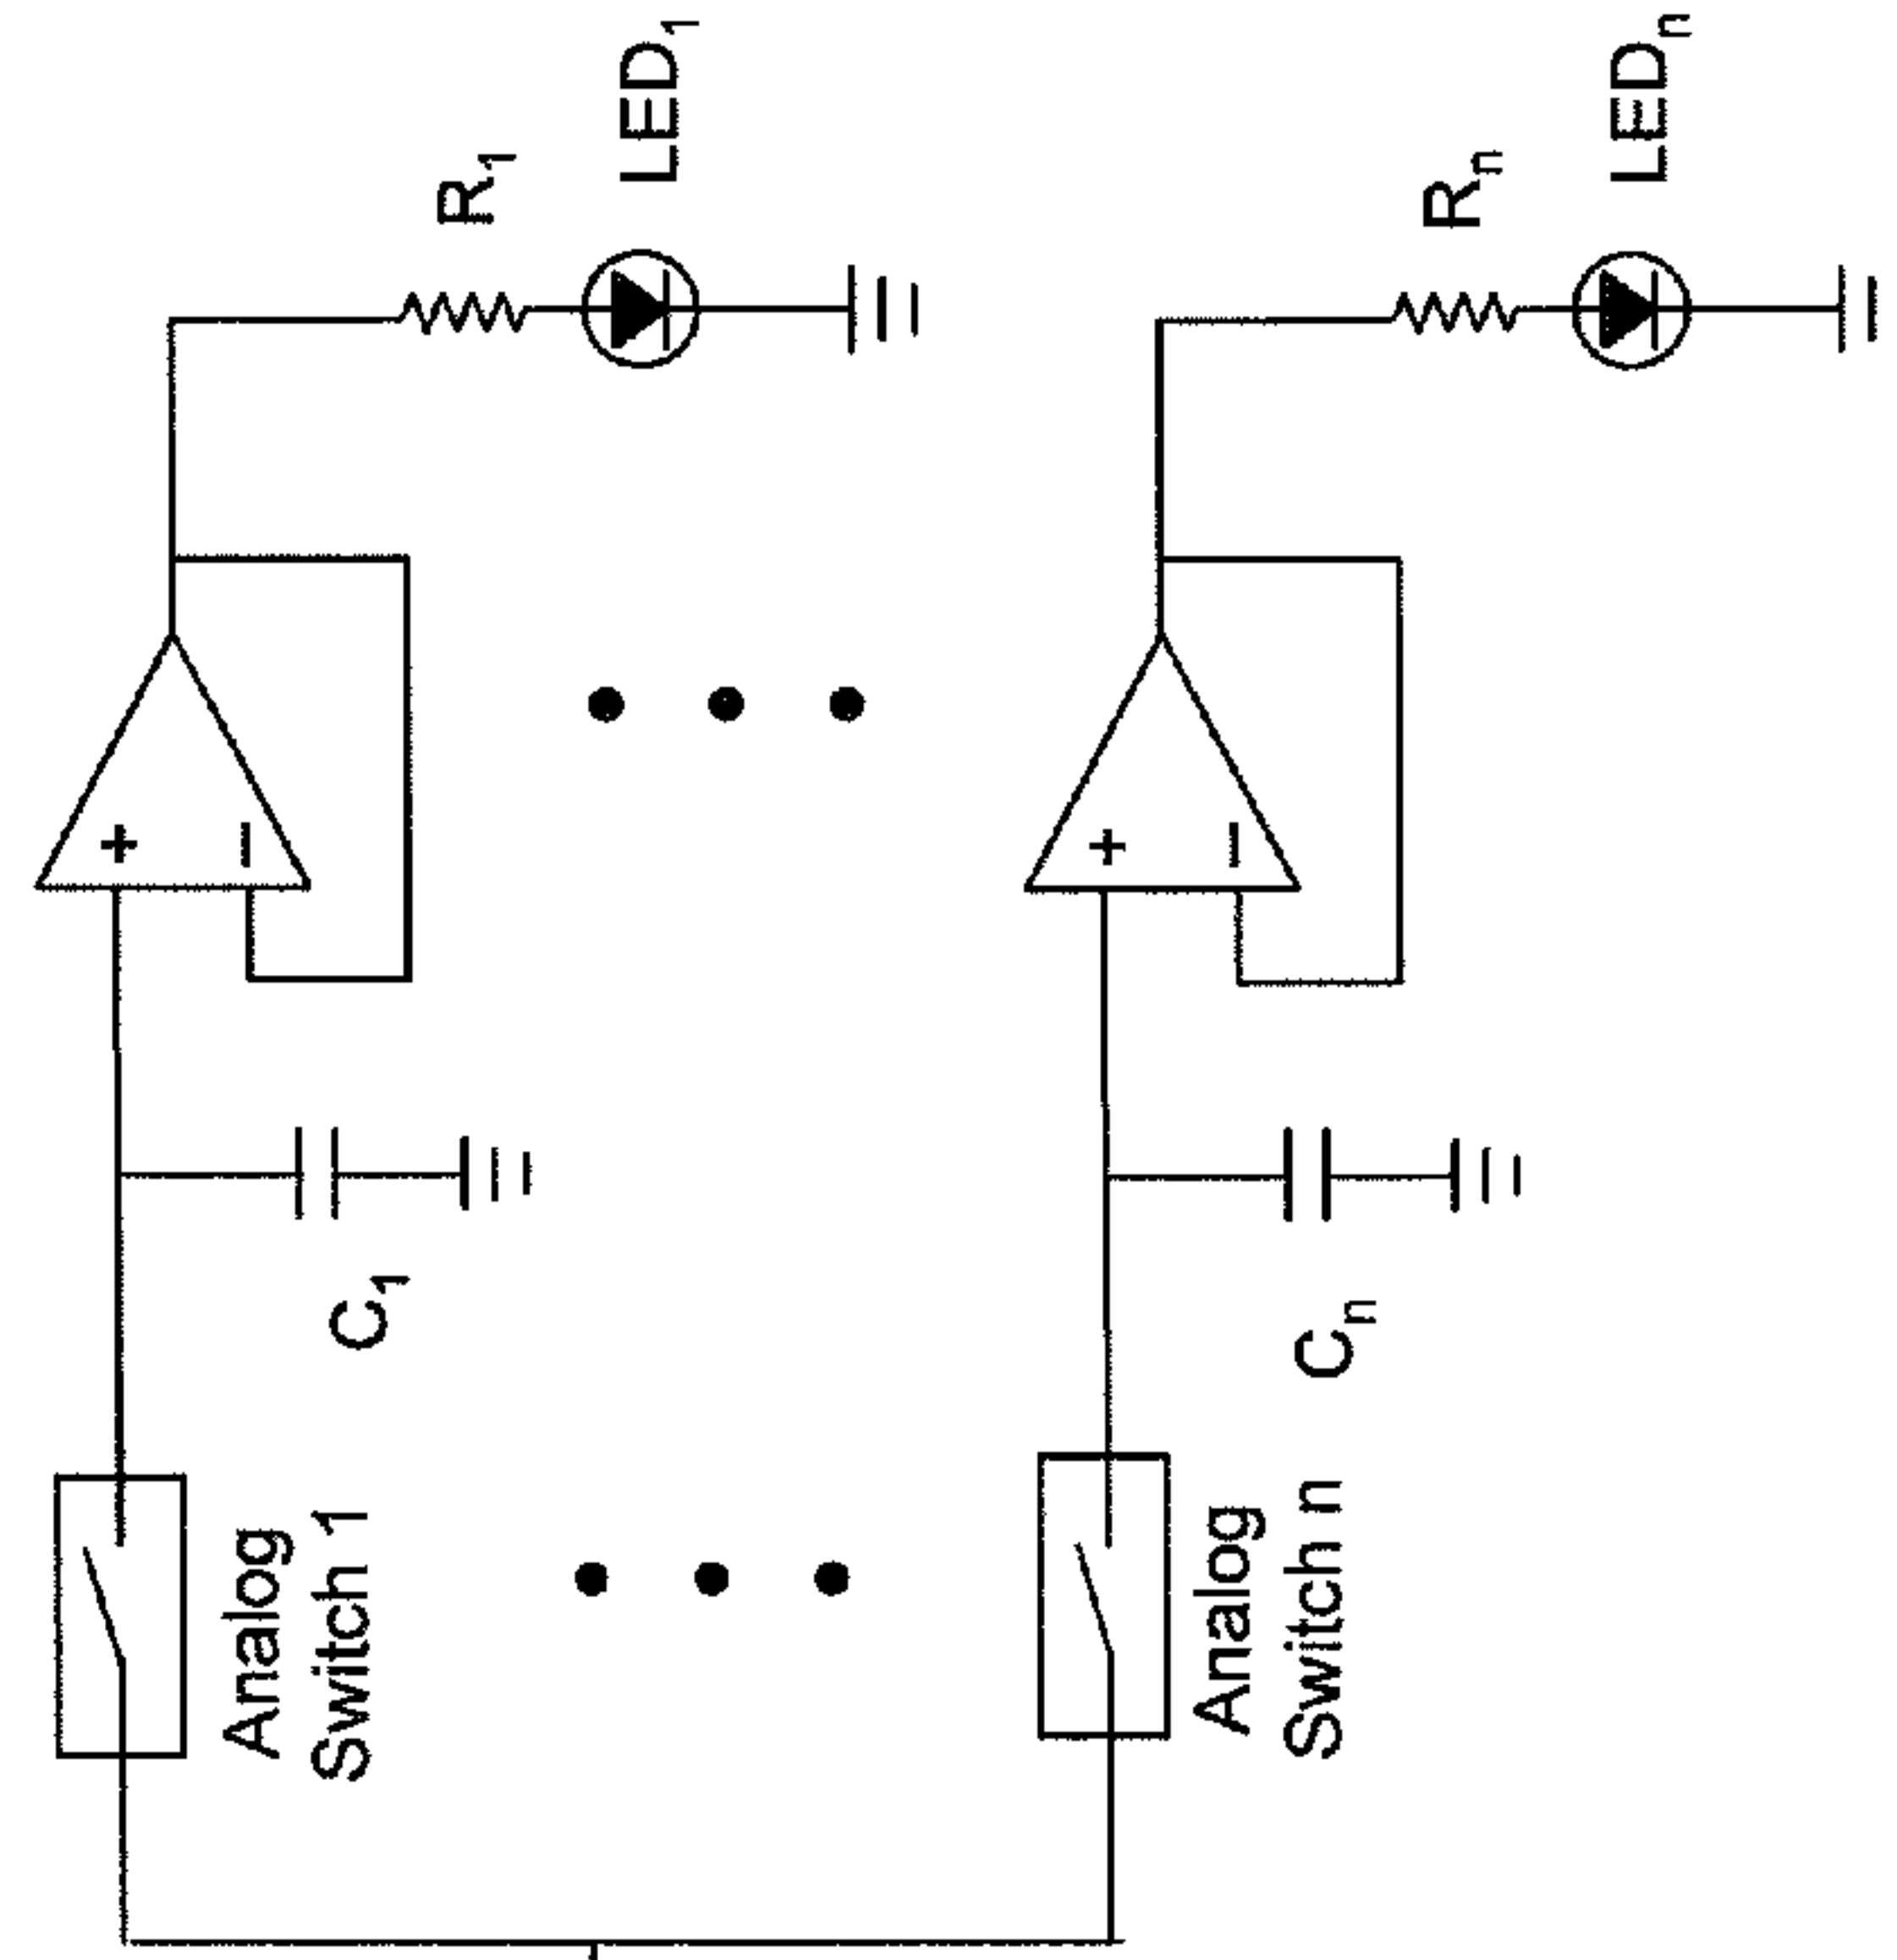 Analog
Switch 1
C₁
+
−
R₁
LED₁
Analog
Switch n
Cₙ
+
−
Rₙ
LEDₙ